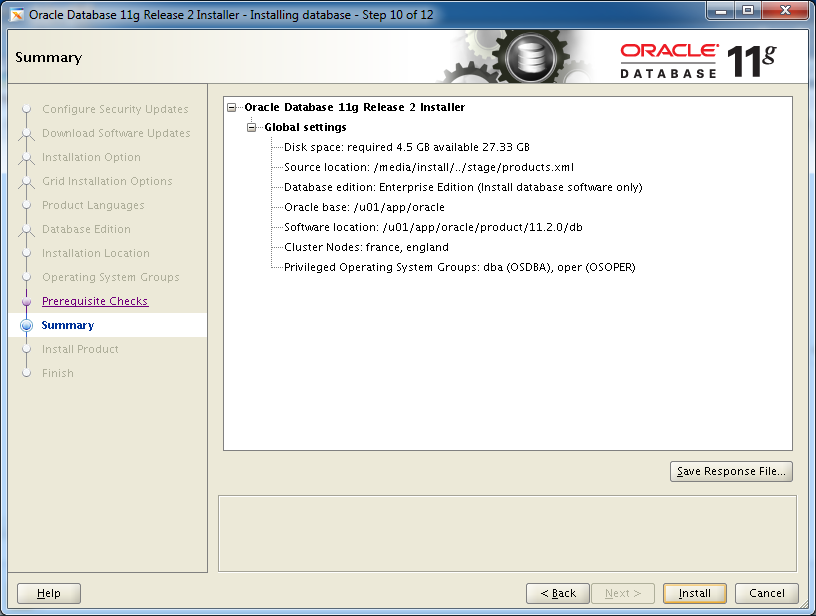 Oracle Database 11g Release 2 Installer - Installing database - Step 10 of 12
Summary
ORACLE
DATABASE
11g
Configure Security Updates
Download Software Updates
Installation Option
Grid Installation Options
Product Languages
Database Edition
Installation Location
Operating System Groups
Prerequisite Checks
Summary
Install Product
Finish
Oracle Database 11g Release 2 Installer
Global settings
Disk space: required 4.5 GB available 27.33 GB
Source location: /media/install/../stage/products.xml
Database edition: Enterprise Edition (Install database software only)
Oracle base: /u01/app/oracle
Software location: /u01/app/oracle/product/11.2.0/db
Cluster Nodes: france, england
Privileged Operating System Groups: dba (OSDBA), oper (OSOPER)
Save Response File...
Help
< Back
Next >
Install
Cancel